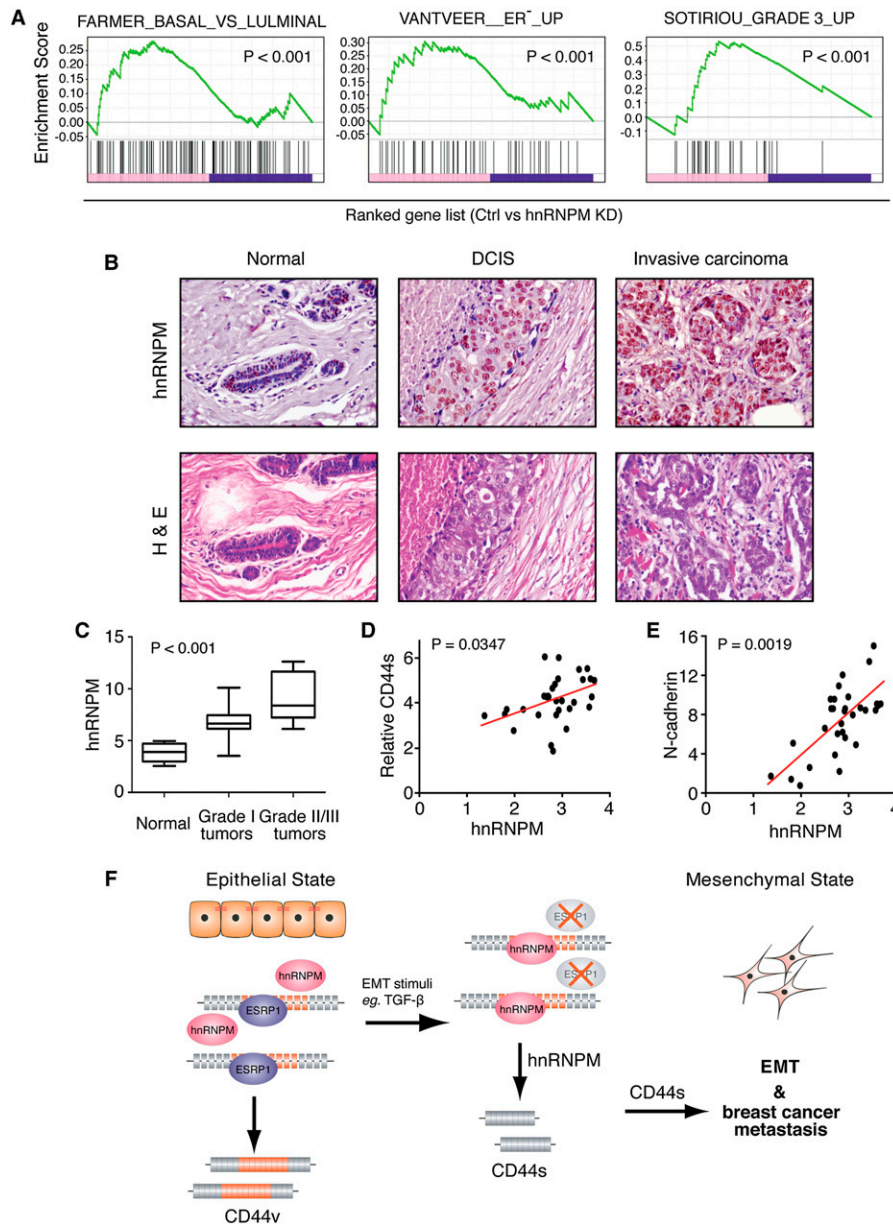 A
FARMER_BASAL_VS_LULMINAL
VANTVEER__ER⁻_UP
SOTIRIOU_GRADE 3_UP
Enrichment Score
0.25
0.20
0.15
0.10
0.05
0.00
-0.05
P < 0.001
0.30
0.25
0.20
0.15
0.10
0.05
0.00
-0.05
P < 0.001
0.5
0.4
0.3
0.2
0.1
0.0
-0.1
P < 0.001
Ranked gene list (Ctrl vs hnRNPM KD)
B
Normal
DCIS
Invasive carcinoma
hnRNPM
H & E
C
P < 0.001
hnRNPM
15
10
5
0
Normal
Grade I
tumors
Grade II/III
tumors
D
P = 0.0347
Relative CD44s
6
4
2
0
0
1
2
3
4
hnRNPM
E
P = 0.0019
N-cadherin
16
12
8
4
0
0
1
2
3
4
hnRNPM
F
Epithelial State
Mesenchymal State
hnRNPM
ESRP1
hnRNPM
ESRP1
CD44v
EMT stimuli
eg. TGF-β
ESRP1
hnRNPM
ESRP1
hnRNPM
hnRNPM
CD44s
CD44s
EMT
&
breast cancer
metastasis